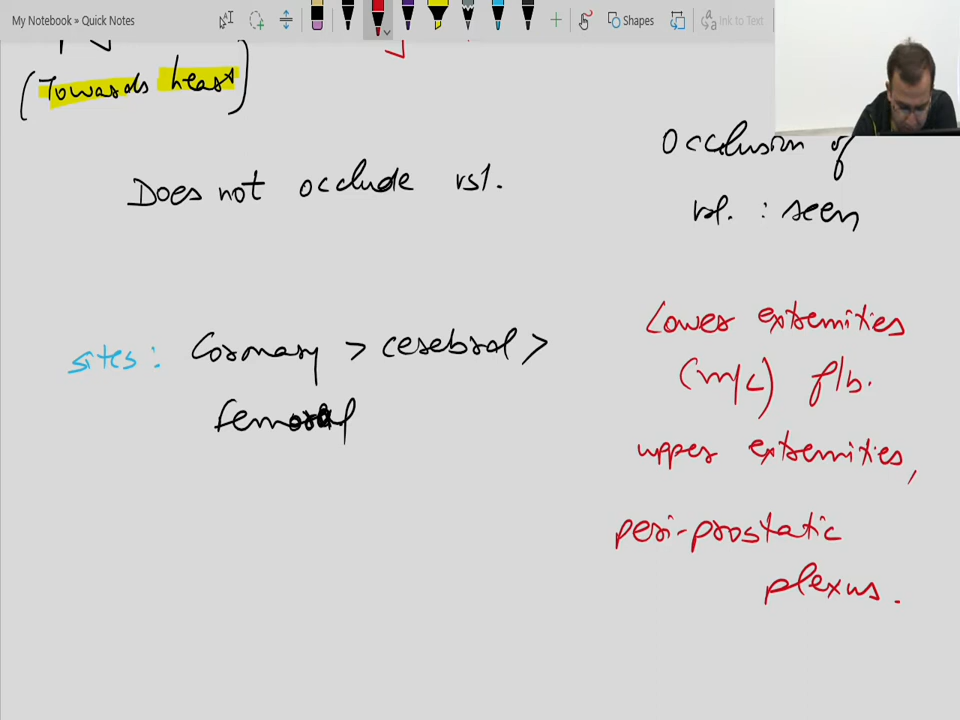 My Notebook » Quick Notes
Shapes
Ink to Text
(Towards heart)
Does not occlude vsl.
Occlusion of
vsl. : seen
sites: Coronary > cerebral >
femoral
Lower extremities
(m/c) f/b.
upper extremities,
peri-prostatic
plexus.